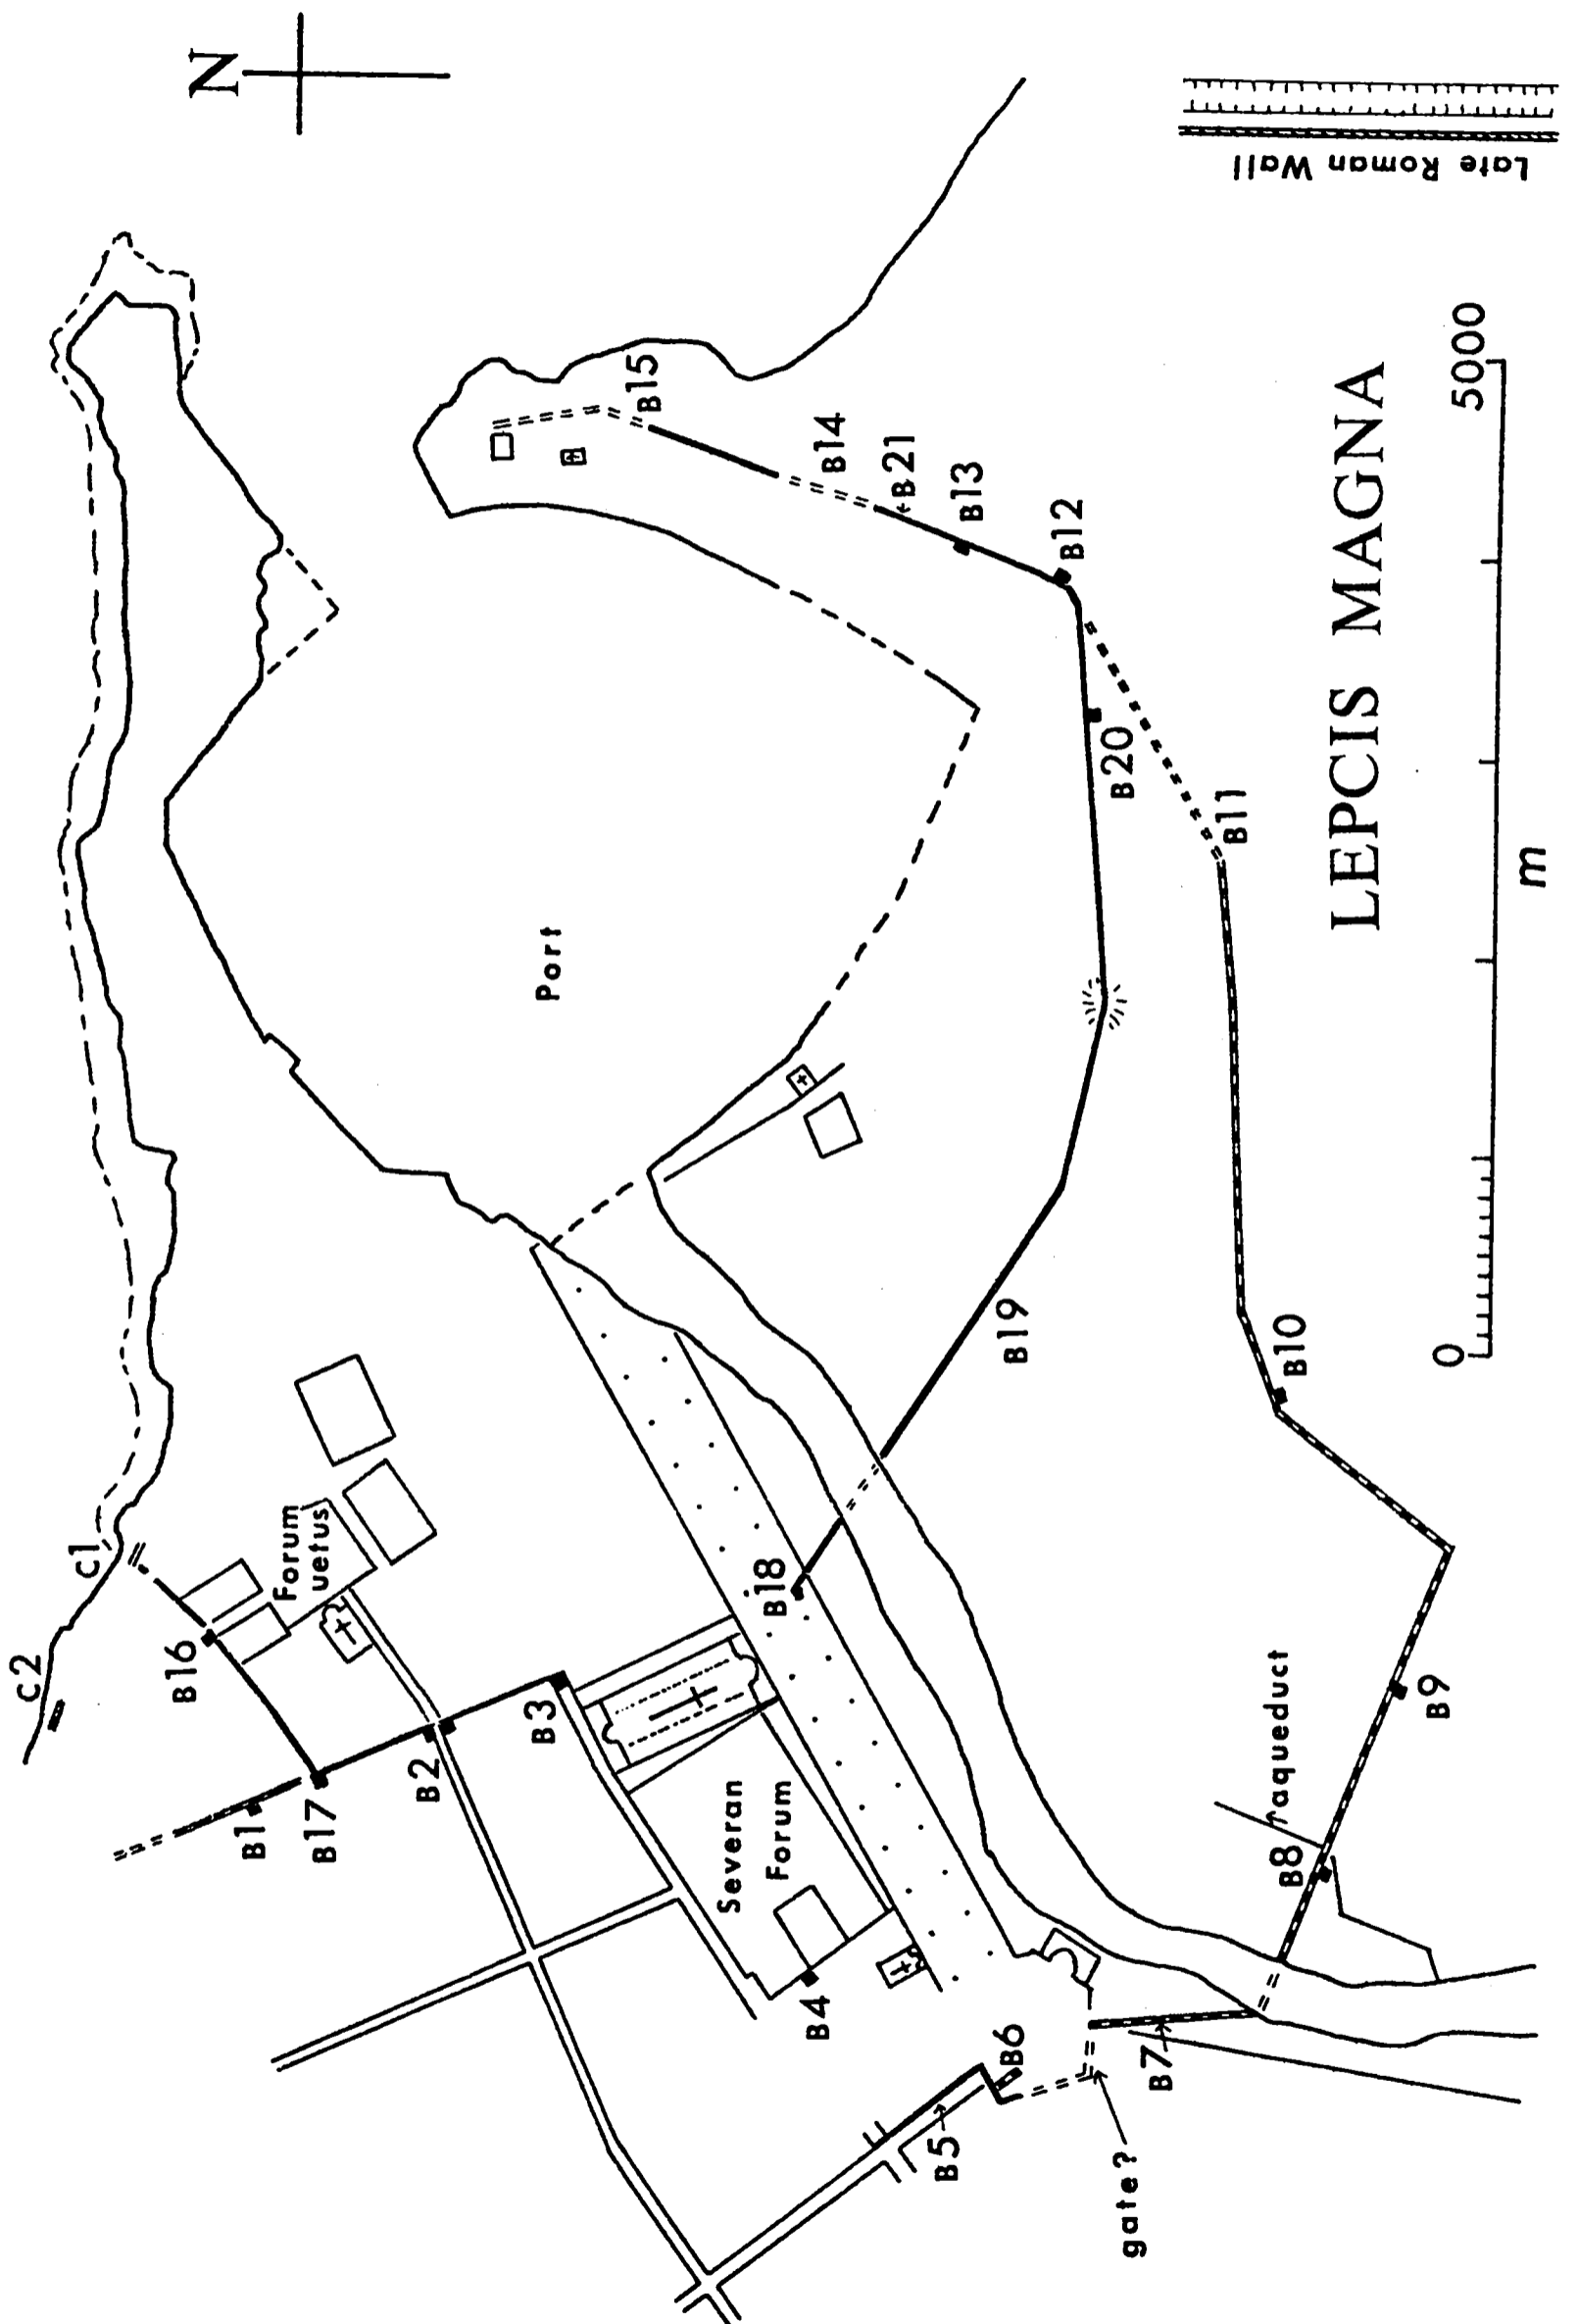 N
C2
C1
B16
Forum
vetus
B1
B17
B2
B3
Severan
Forum
B4
B18
Port
B15
B14
B21
B13
B12
B20
B19
B11
B10
B5
B6
gate?
B7
B8
aqueduct
B9
LEPCIS MAGNA
0
5000
m
Late Roman Wall